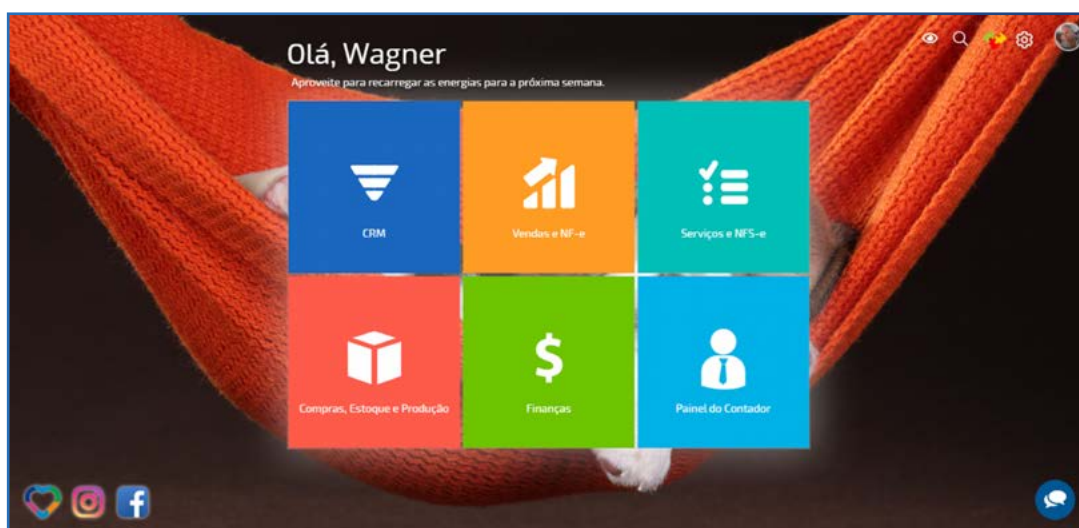 Olá, Wagner
Aproveite para recarregar as energias para a próxima semana.
CRM
Vendas e NF-e
Serviços e NFS-e
Compras, Estoque e Produção
Finanças
Painel do Contador